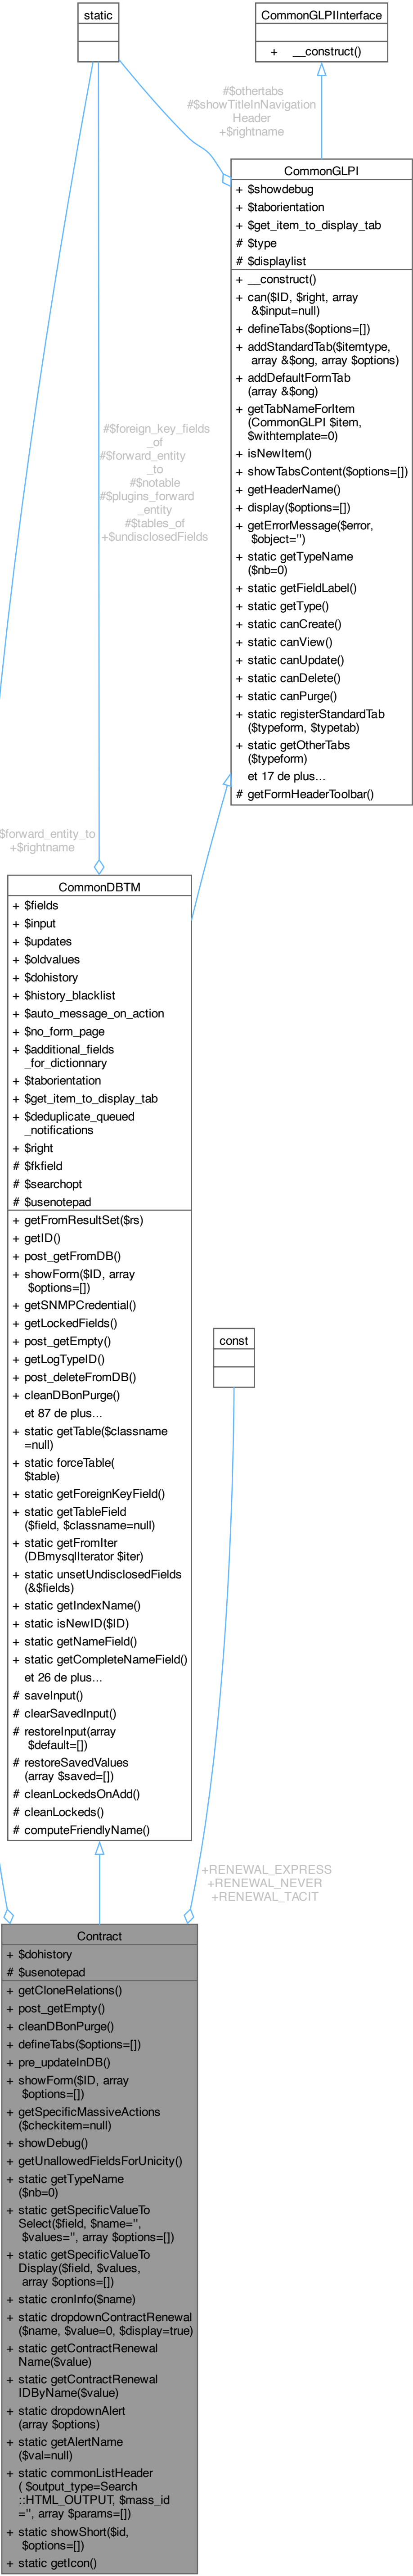 static
CommonGLPIInterface
+ __construct()
#$othertabs
#$showTitleInNavigation
Header
+$rightname
CommonGLPI
+ $showdebug
+ $taborientation
+ $get_item_to_display_tab
# $type
# $displaylist
+ __construct()
+ can($ID, $right, array
&$input=null)
+ defineTabs($options=[])
+ addStandardTab($itemtype,
array &$ong, array $options)
+ addDefaultFormTab
(array &$ong)
+ getTabNameForItem
(CommonGLPI $item,
$withtemplate=0)
+ isNewItem()
+ showTabsContent($options=[])
+ getHeaderName()
+ display($options=[])
+ getErrorMessage($error,
$object='')
+ static getTypeName
($nb=0)
+ static getFieldLabel()
+ static getType()
+ static canCreate()
+ static canView()
+ static canUpdate()
+ static canDelete()
+ static canPurge()
+ static registerStandardTab
($typeform, $typetab)
+ static getOtherTabs
($typeform)
et 17 de plus...
# getFormHeaderToolbar()
#$foreign_key_fields
_of
#$forward_entity
_to
#$notable
#$plugins_forward
_entity
#$tables_of
+$undisclosedFields
$forward_entity_to
+$rightname
CommonDBTM
+ $fields
+ $input
+ $updates
+ $oldvalues
+ $dohistory
+ $history_blacklist
+ $auto_message_on_action
+ $no_form_page
+ $additional_fields
_for_dictionnary
+ $taborientation
+ $get_item_to_display_tab
+ $deduplicate_queued
_notifications
+ $right
# $fkfield
# $searchopt
# $usenotepad
+ getFromResultSet($rs)
+ getID()
+ post_getFromDB()
+ showForm($ID, array
$options=[])
+ getSNMPCredential()
+ getLockedFields()
+ post_getEmpty()
+ getLogTypeID()
+ post_deleteFromDB()
+ cleanDBonPurge()
et 87 de plus...
+ static getTable($classname
=null)
+ static forceTable(
$table)
+ static getForeignKeyField()
+ static getTableField
($field, $classname=null)
+ static getFromIter
(DBmysqlIterator $iter)
+ static unsetUndisclosedFields
(&$fields)
+ static getIndexName()
+ static isNewID($ID)
+ static getNameField()
+ static getCompleteNameField()
et 26 de plus...
# saveInput()
# clearSavedInput()
# restoreInput(array
$default=[])
# restoreSavedValues
(array $saved=[])
# cleanLockedsOnAdd()
# cleanLockeds()
# computeFriendlyName()
const
+RENEWAL_EXPRESS
+RENEWAL_NEVER
+RENEWAL_TACIT
Contract
+ $dohistory
# $usenotepad
+ getCloneRelations()
+ post_getEmpty()
+ cleanDBonPurge()
+ defineTabs($options=[])
+ pre_updateInDB()
+ showForm($ID, array
$options=[])
+ getSpecificMassiveActions
($checkitem=null)
+ showDebug()
+ getUnallowedFieldsForUnicity()
+ static getTypeName
($nb=0)
+ static getSpecificValueTo
Select($field, $name='',
$values='', array $options=[])
+ static getSpecificValueTo
Display($field, $values,
array $options=[])
+ static cronInfo($name)
+ static dropdownContractRenewal
($name, $value=0, $display=true)
+ static getContractRenewal
Name($value)
+ static getContractRenewal
IDByName($value)
+ static dropdownAlert
(array $options)
+ static getAlertName
($val=null)
+ static commonListHeader
( $output_type=Search
::HTML_OUTPUT, $mass_id
='', array $params=[])
+ static showShort($id,
$options=[])
+ static getIcon()